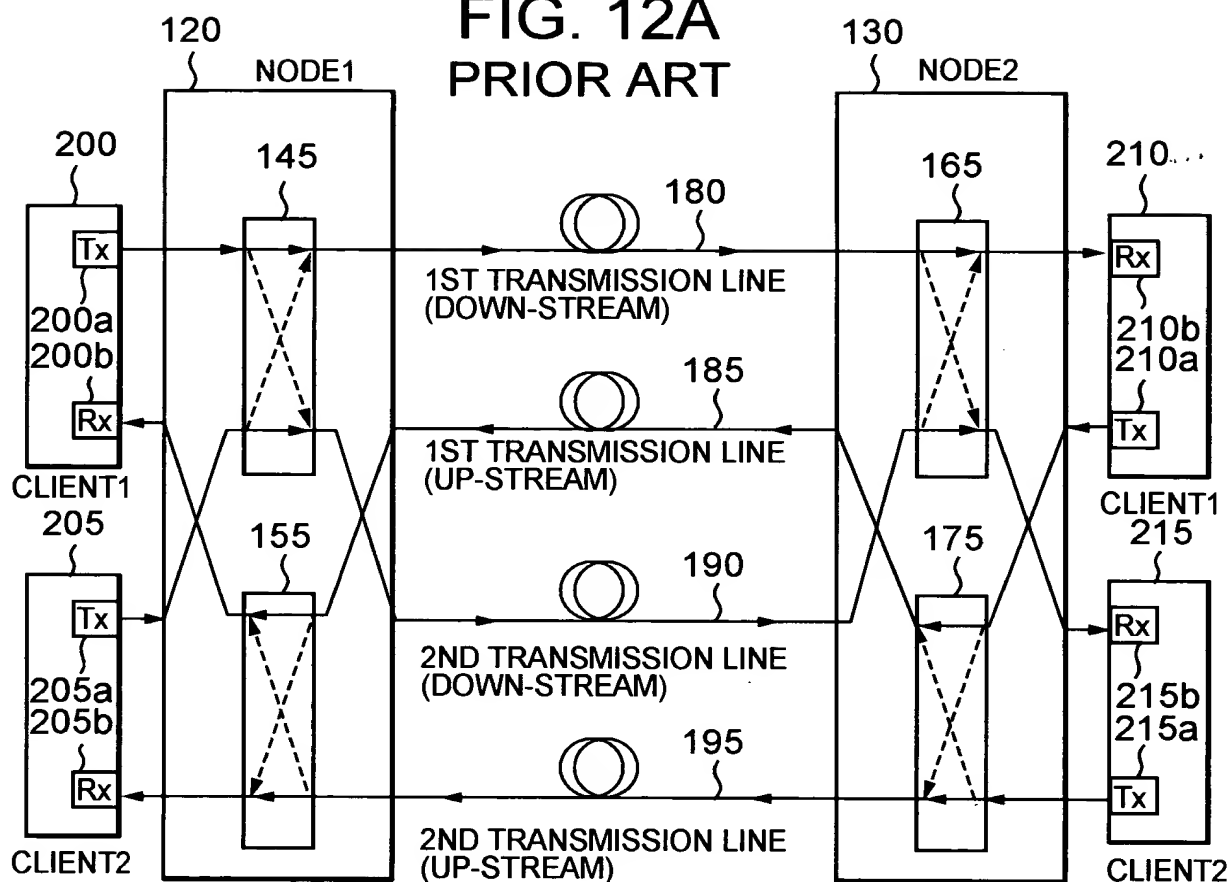 FIG. 12A
PRIOR ART
120
NODE1
130
NODE2
200
145
180
165
210
Tx
Rx
1ST TRANSMISSION LINE
(DOWN-STREAM)
200a
200b
210b
210a
185
Rx
Tx
1ST TRANSMISSION LINE
(UP-STREAM)
CLIENT1
CLIENT1
205
155
190
175
215
Tx
Rx
2ND TRANSMISSION LINE
(DOWN-STREAM)
205a
205b
215b
215a
195
Rx
Tx
2ND TRANSMISSION LINE
(UP-STREAM)
CLIENT2
CLIENT2